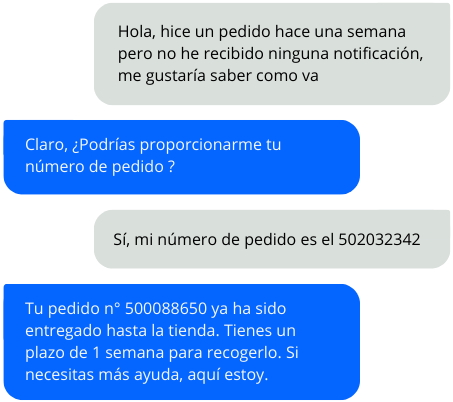 Hola, hice un pedido hace una semana
pero no he recibido ninguna notificación,
me gustaría saber como va
Claro, ¿Podrías proporcionarme tu
número de pedido ?
Sí, mi número de pedido es el 502032342
Tu pedido n° 500088650 ya ha sido
entregado hasta la tienda. Tienes un
plazo de 1 semana para recogerlo. Si
necesitas más ayuda, aquí estoy.